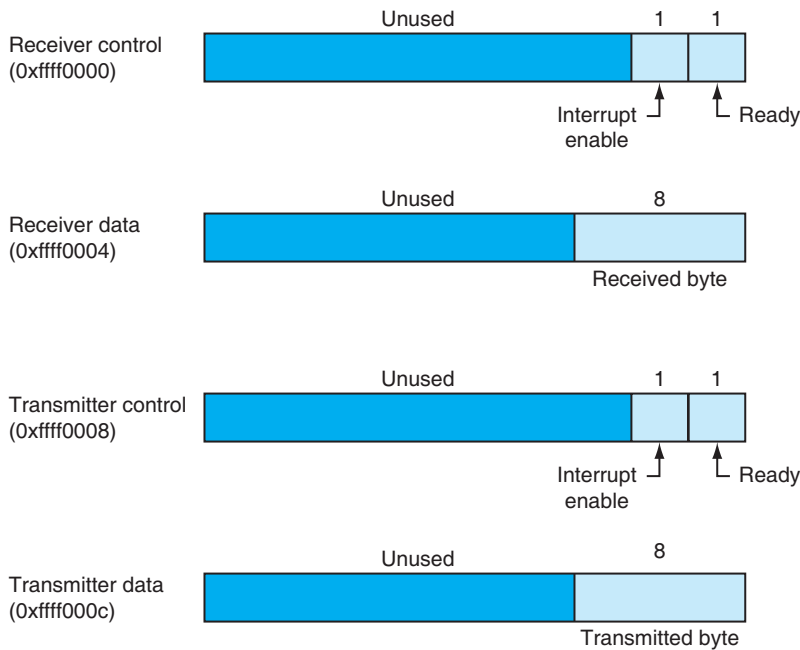 Unused 1 1
Receiver control
(0xffff0000)
Interrupt
enable
Ready
Unused 8
Receiver data
(0xffff0004)
Received byte
Unused 1 1
Transmitter control
(0xffff0008)
Interrupt
enable
Ready
Unused 8
Transmitter data
(0xffff000c)
Transmitted byte